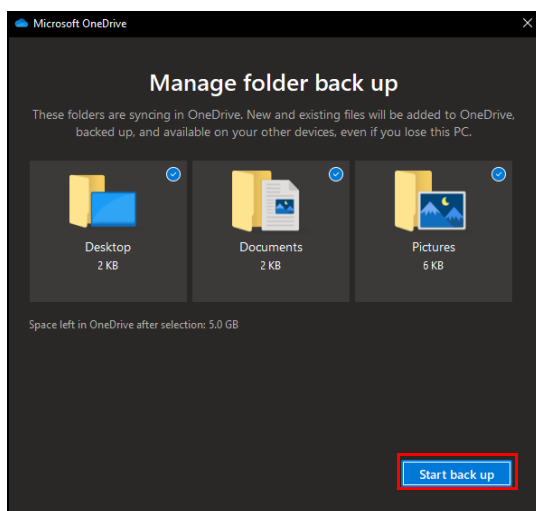 Microsoft OneDrive
Manage folder back up
These folders are syncing in OneDrive. New and existing files will be added to OneDrive,
backed up, and available on your other devices, even if you lose this PC.
Desktop
2 KB
Documents
2 KB
Pictures
6 KB
Space left in OneDrive after selection: 5.0 GB
Start back up